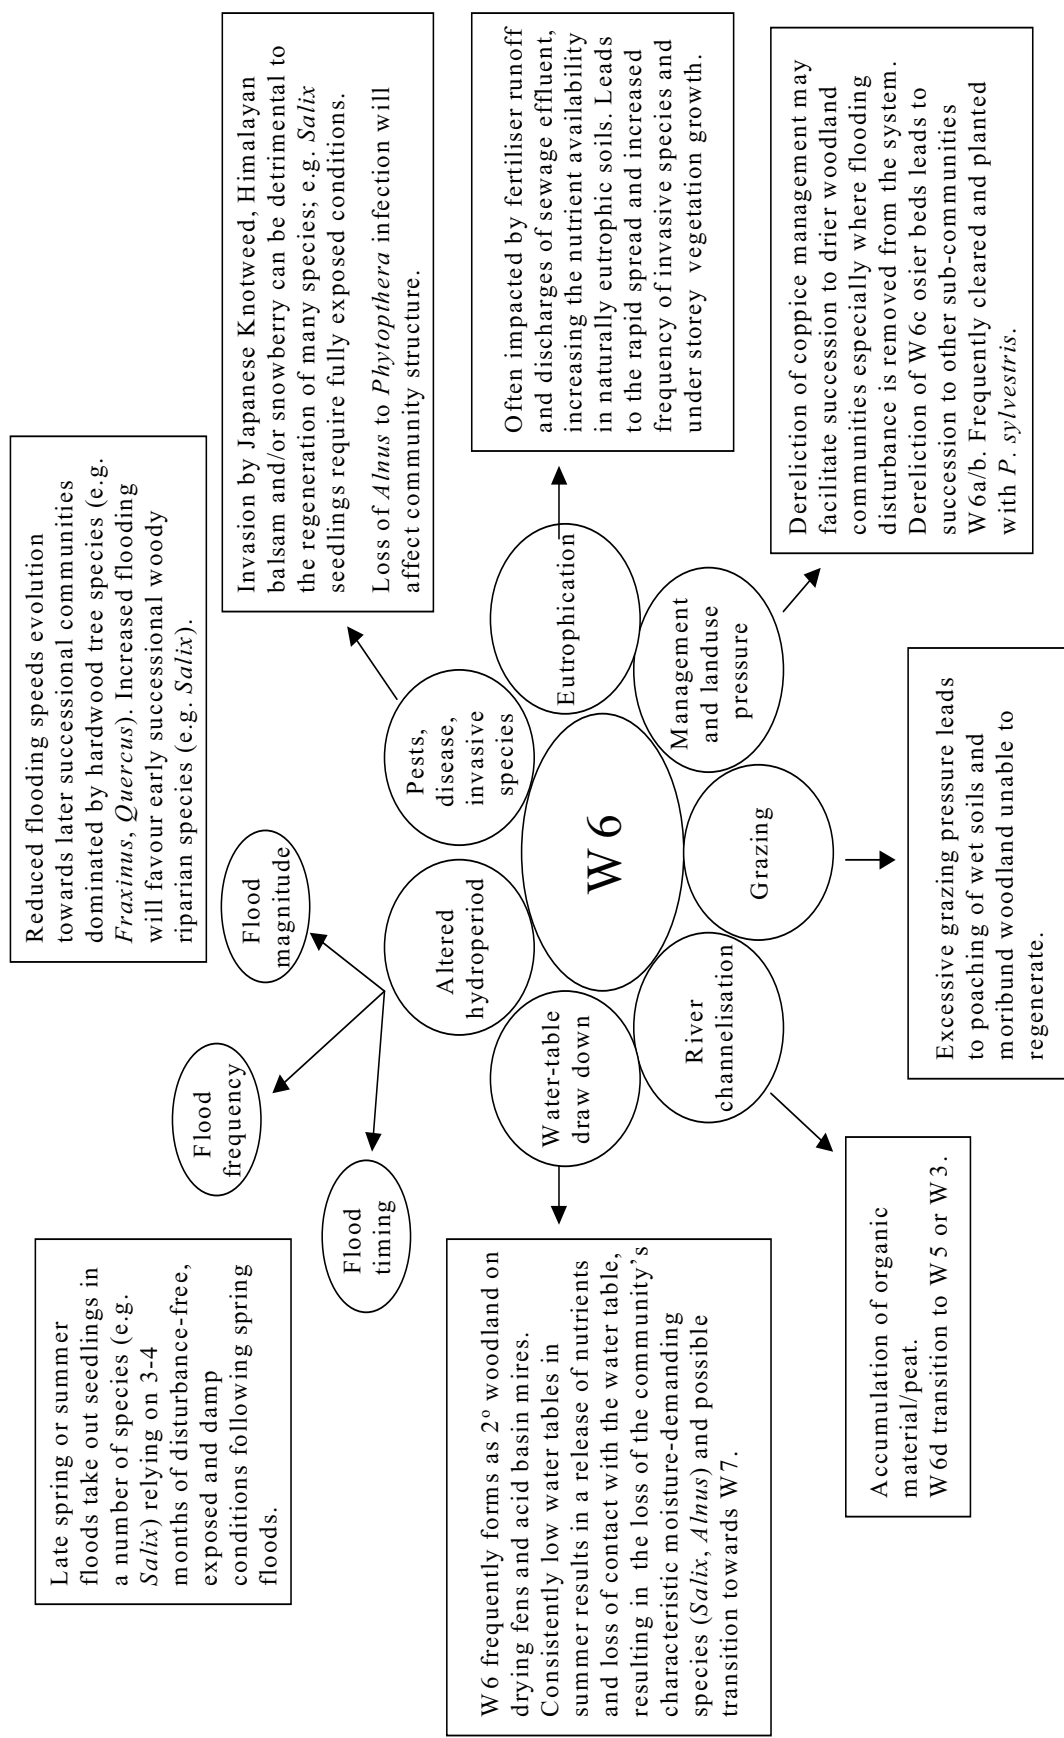 Late spring or summer
floods take out seedlings in
a number of species (e.g.
Salix) relying on 3-4
months of disturbance-free,
exposed and damp
conditions following spring
floods.
Reduced flooding speeds evolution
towards later successional communities
dominated by hardwood tree species (e.g.
Fraxinus, Quercus). Increased flooding
will favour early successional woody
riparian species (e.g. Salix).
Flood
timing
Flood
frequency
Flood
magnitude
Invasion by Japanese Knotweed, Himalayan
balsam and/or snowberry can be detrimental to
the regeneration of many species; e.g. Salix
seedlings require fully exposed conditions.
Loss of Alnus to Phytopthera infection will
affect community structure.
Altered
hydroperiod
Pests,
disease,
invasive
species
W6 frequently forms as 2° woodland on
drying fens and acid basin mires.
Consistently low water tables in
summer results in a release of nutrients
and loss of contact with the water table,
resulting in the loss of the community's
characteristic moisture-demanding
species (Salix, Alnus) and possible
transition towards W7.
Water-table
draw down
W6
Eutrophication
Often impacted by fertiliser runoff
and discharges of sewage effluent,
increasing the nutrient availability
in naturally eutrophic soils. Leads
to the rapid spread and increased
frequency of invasive species and
under storey vegetation growth.
River
channelisation
Grazing
Management
and landuse
pressure
Dereliction of coppice management may
facilitate succession to drier woodland
communities especially where flooding
disturbance is removed from the system.
Dereliction of W6c osier beds leads to
succession to other sub-communities
W6a/b. Frequently cleared and planted
with P. sylvestris.
Accumulation of organic
material/peat.
W6d transition to W5 or W3.
Excessive grazing pressure leads
to poaching of wet soils and
moribund woodland unable to
regenerate.